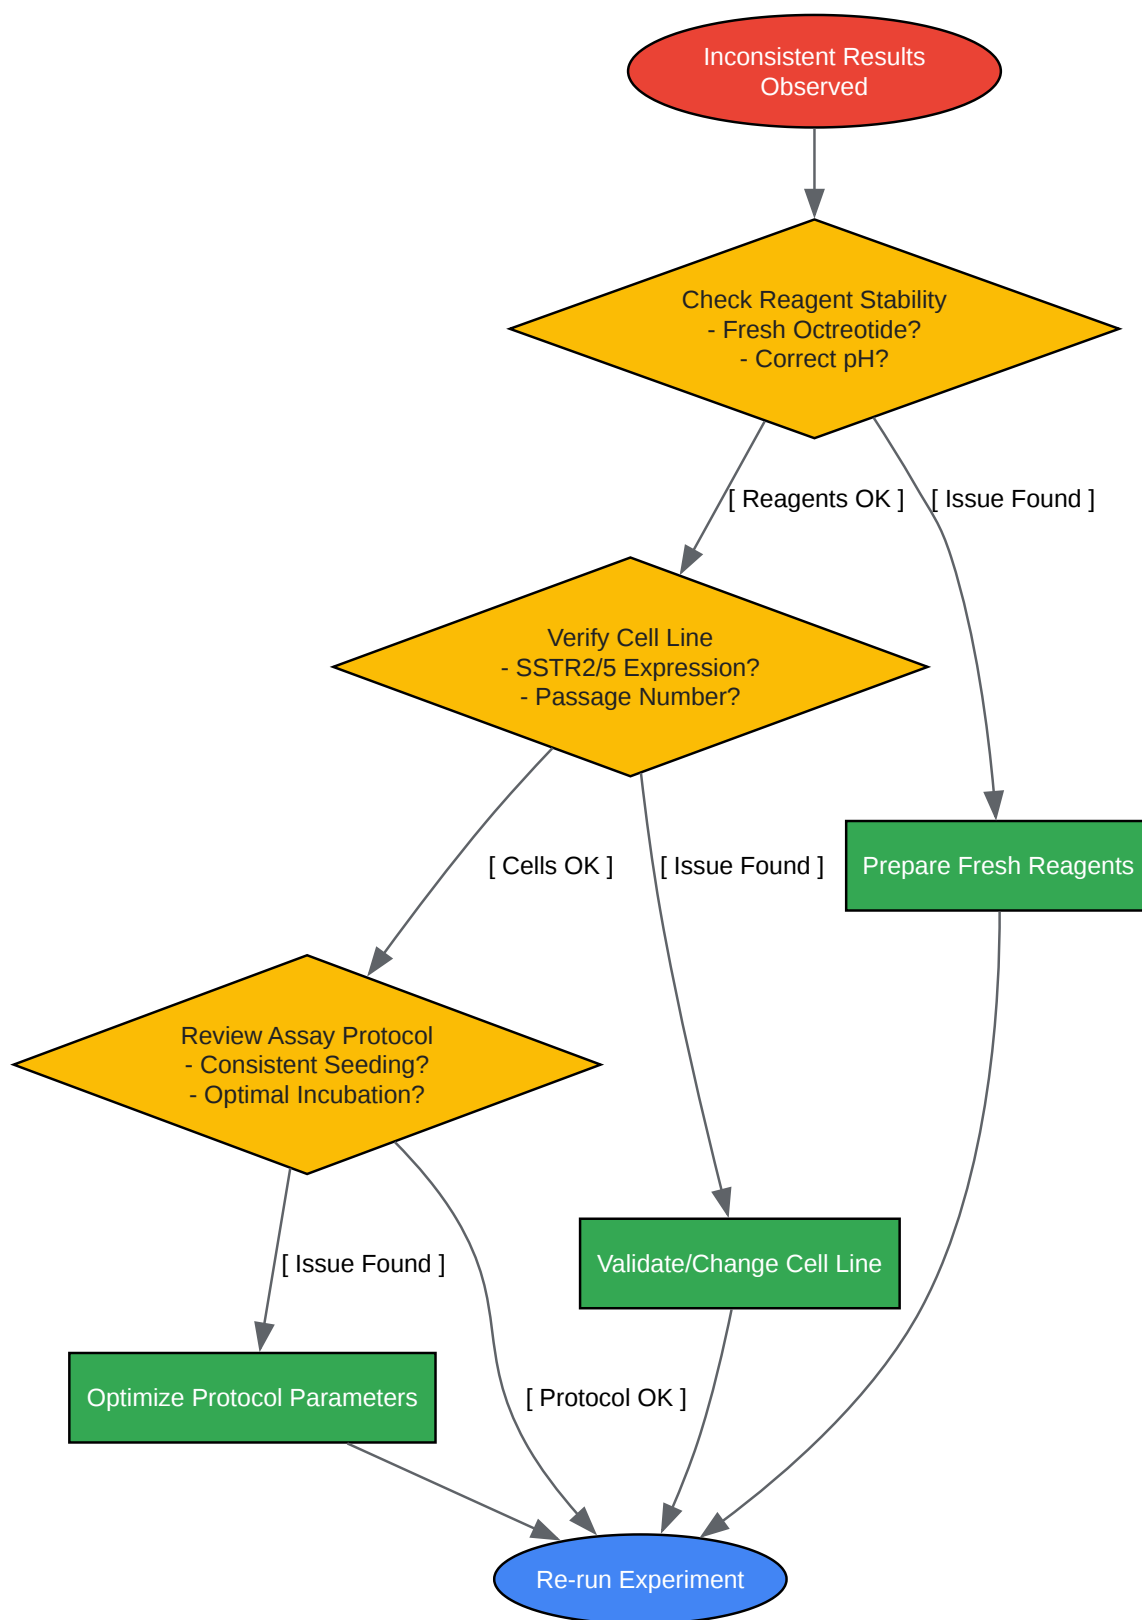 Inconsistent Results
Observed
Check Reagent Stability
- Fresh Octreotide?
- Correct pH?
[ Reagents OK ]
[ Issue Found ]
Verify Cell Line
- SSTR2/5 Expression?
- Passage Number?
[ Cells OK ]
[ Issue Found ]
Prepare Fresh Reagents
Review Assay Protocol
- Consistent Seeding?
- Optimal Incubation?
[ Issue Found ]
Validate/Change Cell Line
Optimize Protocol Parameters
[ Protocol OK ]
Re-run Experiment